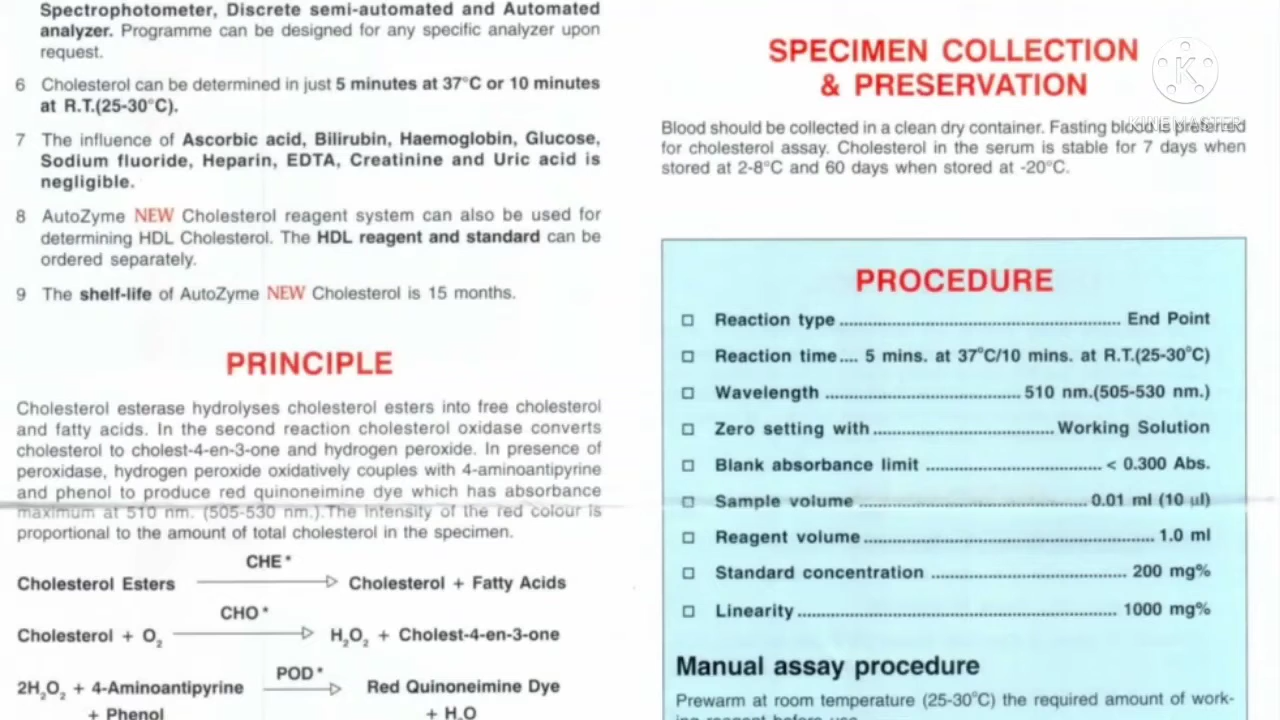 Spectrophotometer, Discrete semi-automated and Automated
analyzer. Programme can be designed for any specific analyzer upon
request.
6 Cholesterol can be determined in just 5 minutes at 37°C or 10 minutes
at R.T.(25-30°C).
7 The influence of Ascorbic acid, Bilirubin, Haemoglobin, Glucose,
Sodium fluoride, Heparin, EDTA, Creatinine and Uric acid is
negligible.
8 AutoZyme NEW Cholesterol reagent system can also be used for
determining HDL Cholesterol. The HDL reagent and standard can be
ordered separately.
9 The shelf-life of AutoZyme NEW Cholesterol is 15 months.
PRINCIPLE
Cholesterol esterase hydrolyses cholesterol esters into free cholesterol
and fatty acids. In the second reaction cholesterol oxidase converts
cholesterol to cholest-4-en-3-one and hydrogen peroxide. In presence of
peroxidase, hydrogen peroxide oxidatively couples with 4-aminoantipyrine
and phenol to produce red quinoneimine dye which has absorbance
maximum at 510 nm. (505-530 nm.).The intensity of the red colour is
proportional to the amount of total cholesterol in the specimen.
CHE*
Cholesterol Esters → Cholesterol + Fatty Acids
CHO*
Cholesterol + O₂ → H₂O₂ + Cholest-4-en-3-one
POD*
2H₂O₂ + 4-Aminoantipyrine → Red Quinoneimine Dye
+ Phenol + H₂O
SPECIMEN COLLECTION
& PRESERVATION
K
KINEMASTER
Blood should be collected in a clean dry container. Fasting blood is preferred
for cholesterol assay. Cholesterol in the serum is stable for 7 days when
stored at 2-8°C and 60 days when stored at -20°C.
PROCEDURE
□ Reaction type ........ End Point
□ Reaction time.... 5 mins. at 37°C/10 mins. at R.T.(25-30°C)
□ Wavelength ........ 510 nm.(505-530 nm.)
□ Zero setting with ........ Working Solution
□ Blank absorbance limit ........ < 0.300 Abs.
□ Sample volume ........ 0.01 ml (10 µl)
□ Reagent volume ........ 1.0 ml
□ Standard concentration ........ 200 mg%
□ Linearity ........ 1000 mg%
Manual assay procedure
Prewarm at room temperature (25-30°C) the required amount of work-
ing reagent before use